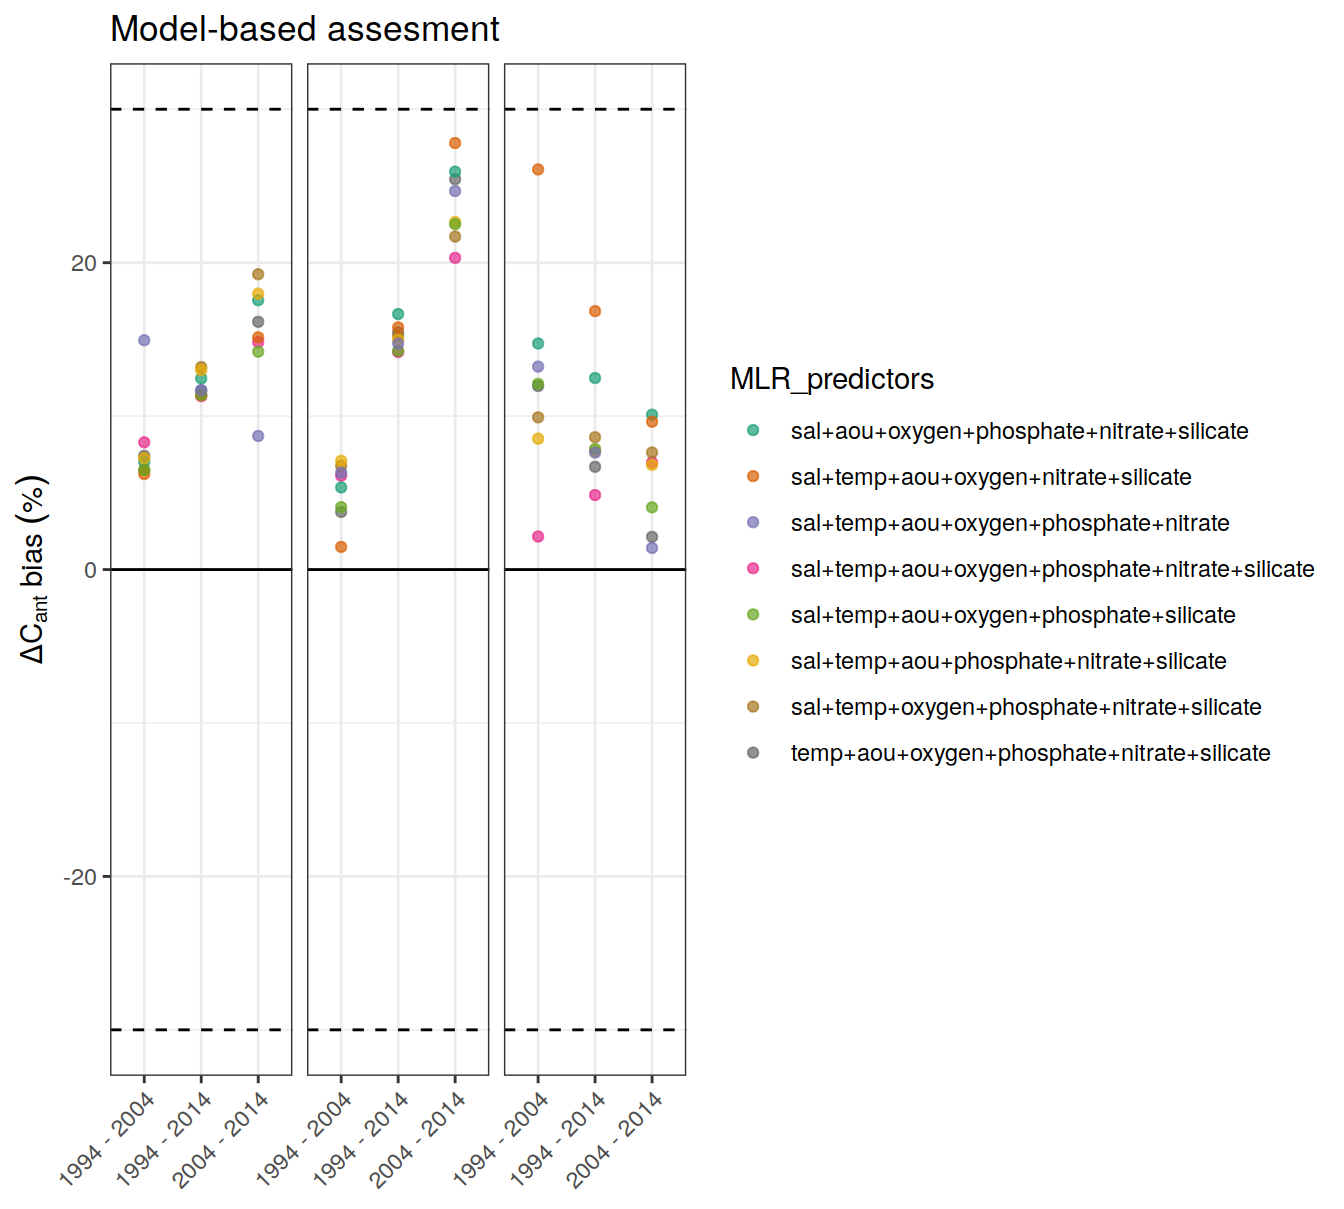 Model-based assesment
ΔCant bias (%)
20
0
-20
1994 - 2004
1994 - 2014
2004 - 2014
1994 - 2004
1994 - 2014
2004 - 2014
1994 - 2004
1994 - 2014
2004 - 2014
MLR_predictors
sal+aou+oxygen+phosphate+nitrate+silicate
sal+temp+aou+oxygen+nitrate+silicate
sal+temp+aou+oxygen+phosphate+nitrate
sal+temp+aou+oxygen+phosphate+nitrate+silicate
sal+temp+aou+oxygen+phosphate+silicate
sal+temp+aou+phosphate+nitrate+silicate
sal+temp+oxygen+phosphate+nitrate+silicate
temp+aou+oxygen+phosphate+nitrate+silicate